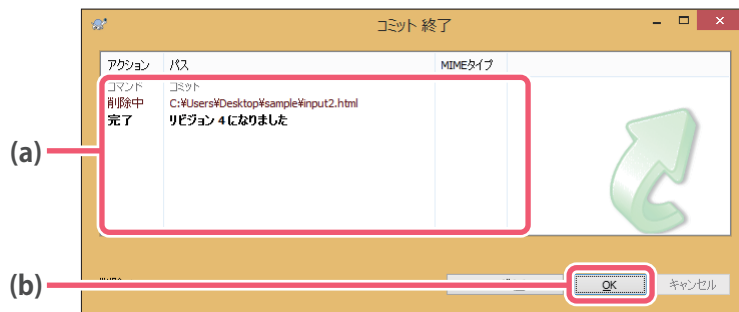 コミット 終了
アクション パス MIMEタイプ
コマンド コミット
削除中 C:¥Users¥Desktop¥sample¥input2.html
完了 リビジョン 4 になりました
(a)
(b)
OK キャンセル